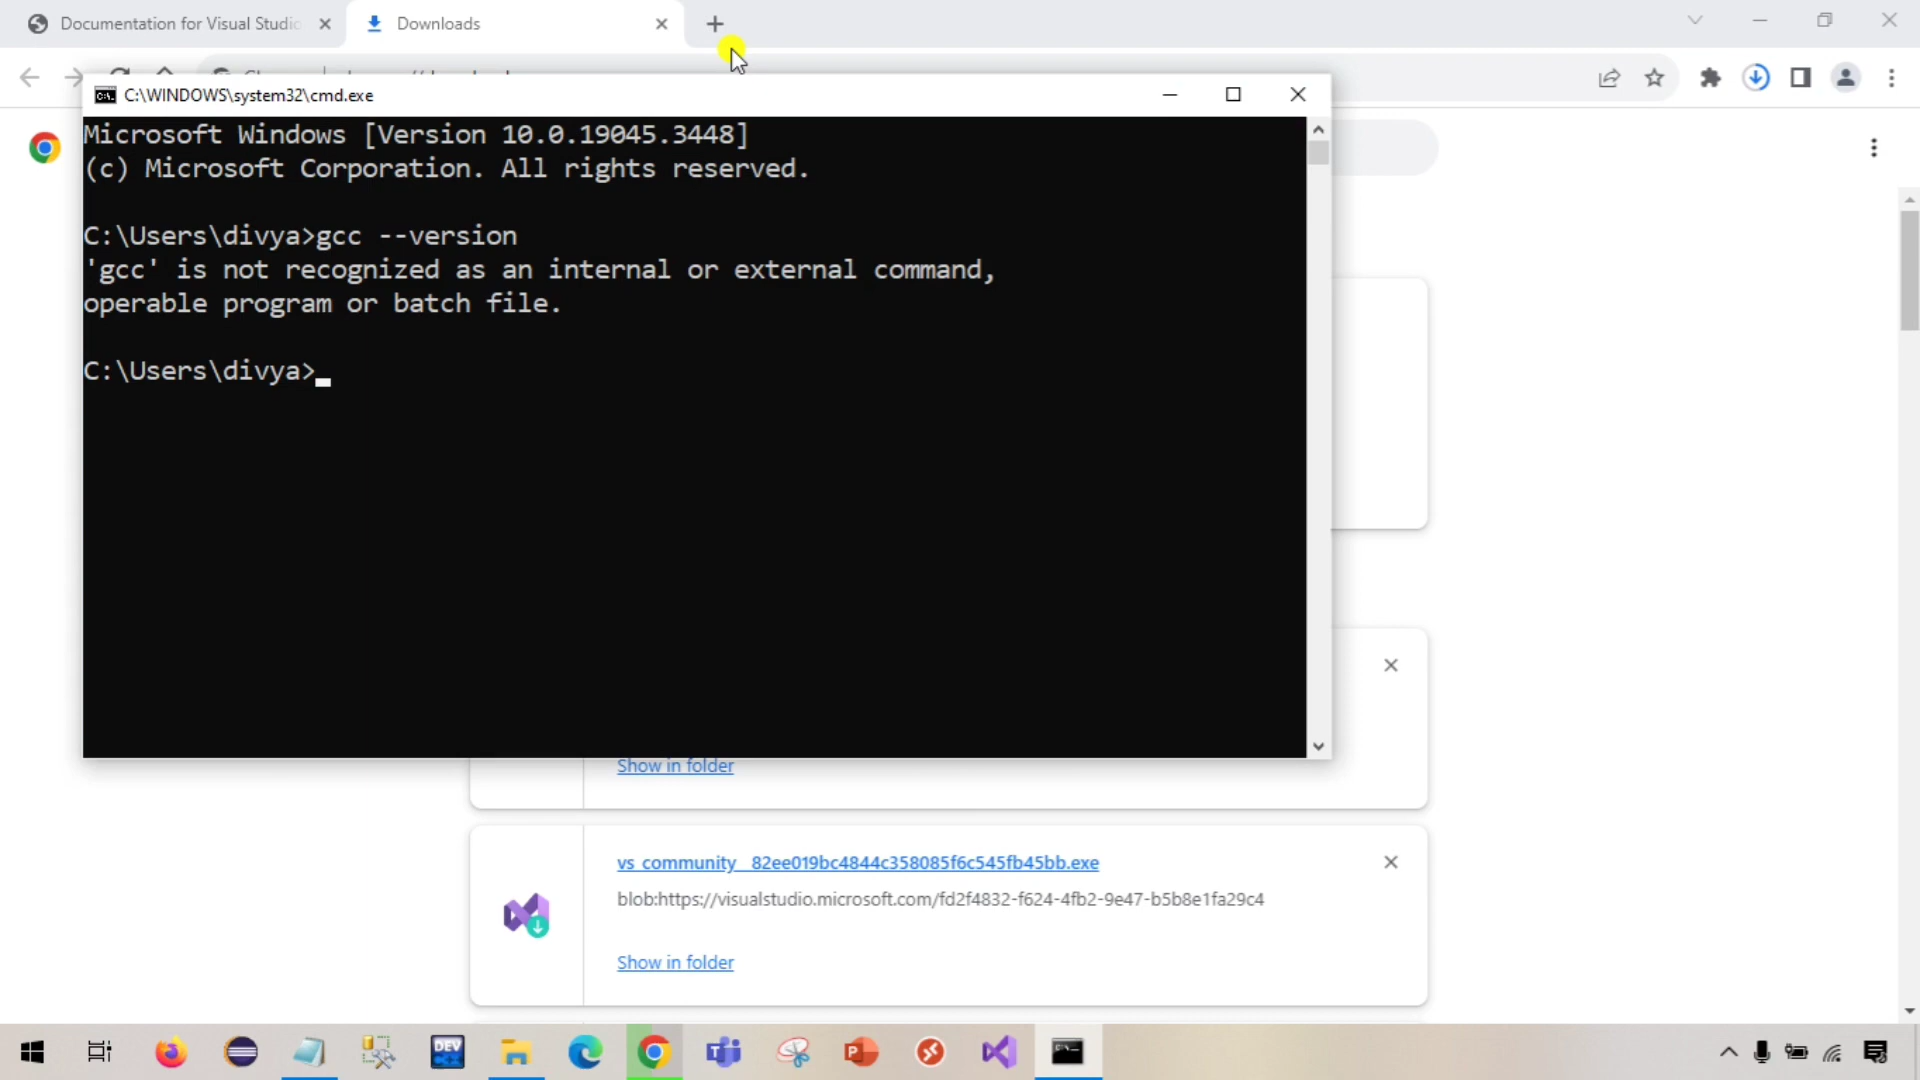 Documentation for Visual Studio
Downloads
C:\WINDOWS\system32\cmd.exe
Microsoft Windows [Version 10.0.19045.3448]
(c) Microsoft Corporation. All rights reserved.
C:\Users\divya>gcc --version
'gcc' is not recognized as an internal or external command,
operable program or batch file.
C:\Users\divya>
Show in folder
vs_community__82ee019bc4844c358085f6c545fb45bb.exe
blob:https://visualstudio.microsoft.com/fd2f4832-f624-4fb2-9e47-b5b8e1fa29c4
Show in folder
DEV